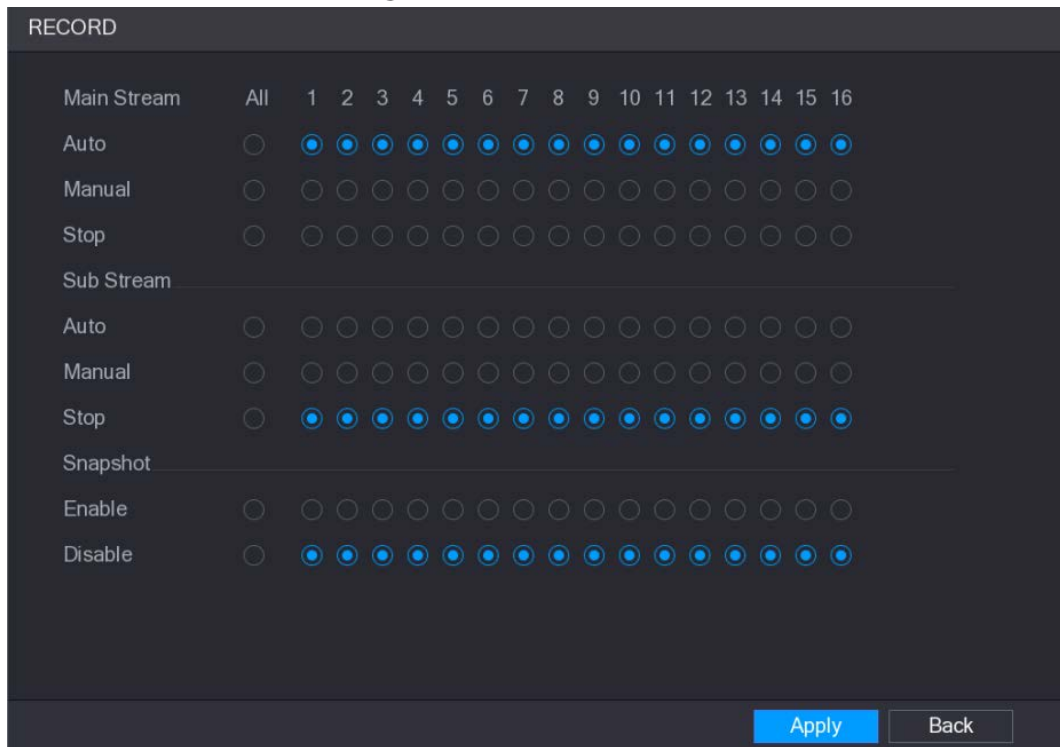 RECORD
Main Stream All 1 2 3 4 5 6 7 8 9 10 11 12 13 14 15 16
Auto
Manual
Stop
Sub Stream
Auto
Manual
Stop
Snapshot
Enable
Disable
Apply Back